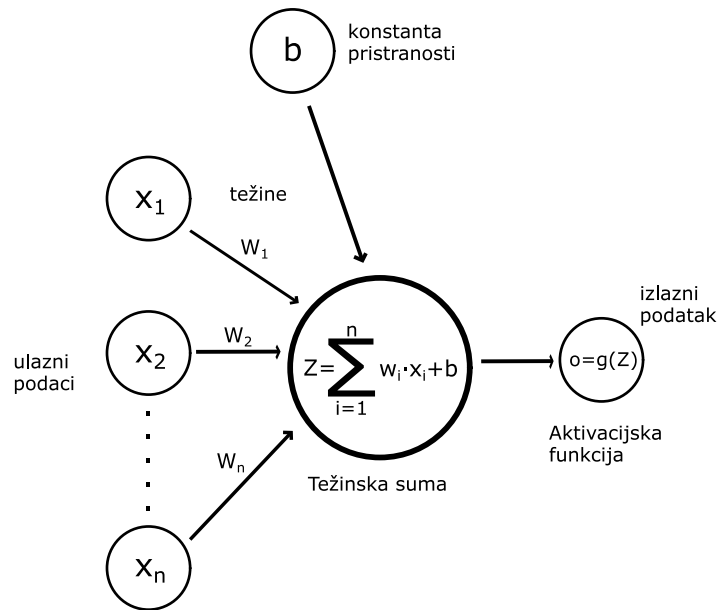 b
konstanta
pristranosti
x₁
težine
W₁
izlazni
podatak
ulazni
podaci
x₂
W₂
Z=∑ⁿᵢ₌₁ wᵢ·xᵢ+b
o=g(Z)
Aktivacijska
funkcija
Wₙ
Težinska suma
xₙ